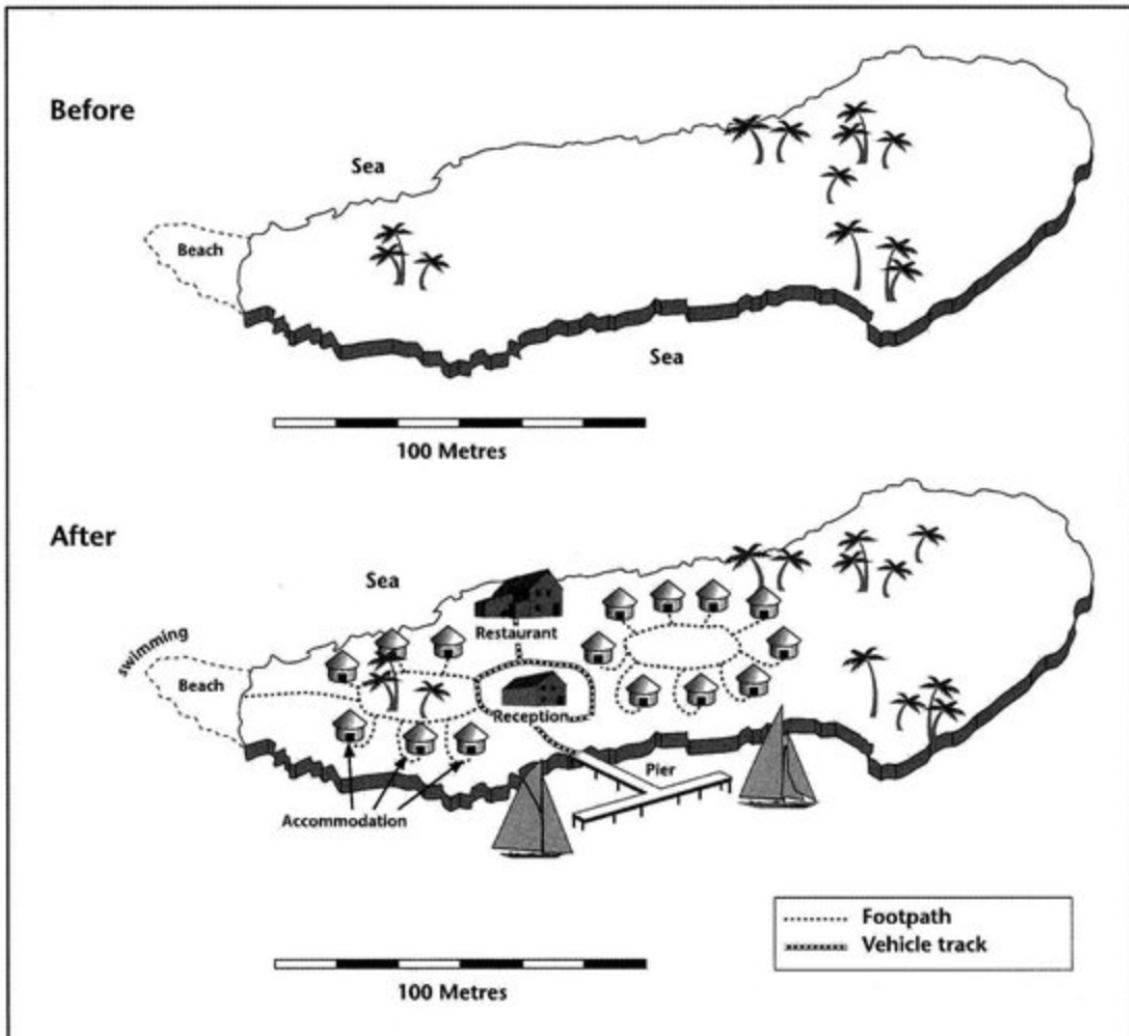 Before
Sea
Beach
Sea
100 Metres
After
Sea
Restaurant
swimming
Beach
Reception
Pier
Accommodation
Footpath
Vehicle track
100 Metres